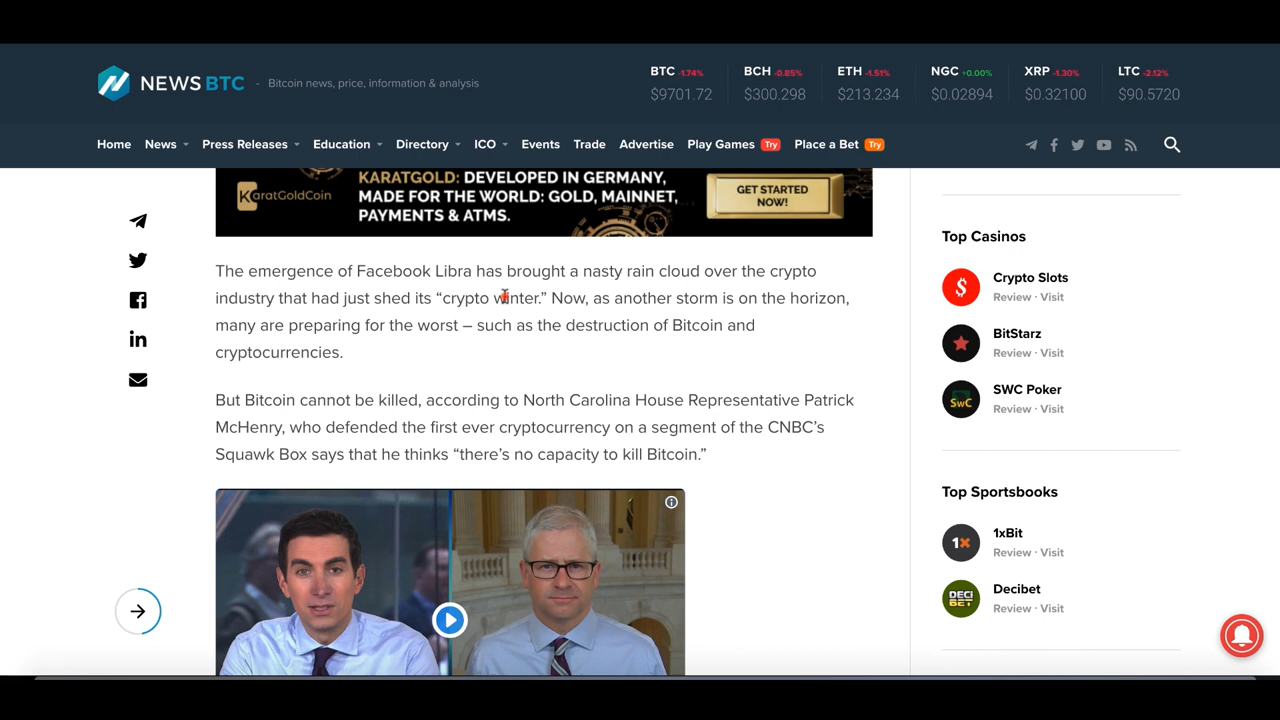 NEWSBTC - Bitcoin news, price, information & analysis
BTC -1.74% BCH -0.85% ETH -1.51% NGC +0.00% XRP -1.30% LTC -2.12%
$9701.72 $300.298 $213.234 $0.02894 $0.32100 $90.5720
Home News Press Releases Education Directory ICO Events Trade Advertise Play Games Try Place a Bet Try
KaratGoldCoin
KARATGOLD: DEVELOPED IN GERMANY,
MADE FOR THE WORLD: GOLD, MAINNET,
PAYMENTS & ATMS.
GET STARTED
NOW!
The emergence of Facebook Libra has brought a nasty rain cloud over the crypto
industry that had just shed its “crypto winter.” Now, as another storm is on the horizon,
many are preparing for the worst – such as the destruction of Bitcoin and
cryptocurrencies.
But Bitcoin cannot be killed, according to North Carolina House Representative Patrick
McHenry, who defended the first ever cryptocurrency on a segment of the CNBC’s
Squawk Box says that he thinks “there’s no capacity to kill Bitcoin.”
Top Casinos
Crypto Slots
Review · Visit
BitStarz
Review · Visit
SWC
SWC Poker
Review · Visit
Top Sportsbooks
1X
1xBit
Review · Visit
DECI
BET
Decibet
Review · Visit